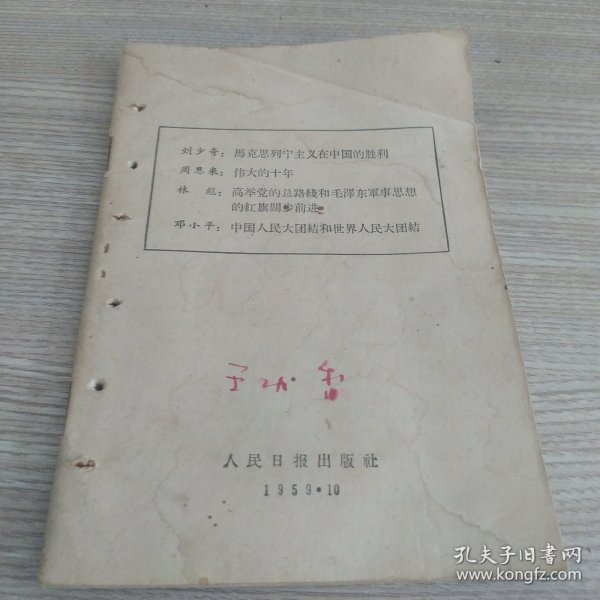 刘少奇：馬克思列宁主义在中国的胜利
周恩来：伟大的十年
林彪：高举党的总路綫和毛澤东軍事思想
的紅旗闊步前进
邓小平：中国人民大团結和世界人民大团結
人民日报出版社
1959·10
孔夫子旧书网
www.kongfz.com